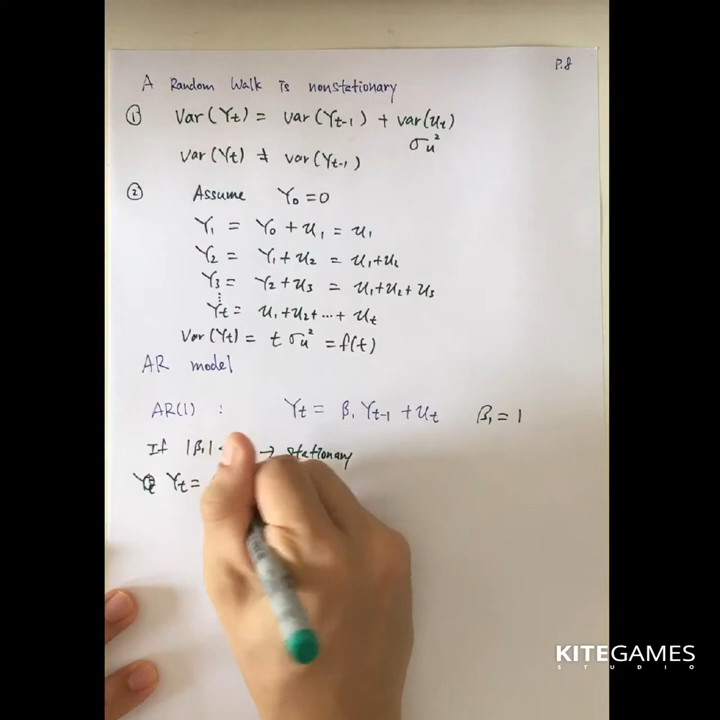 P.8
A Random Walk is nonstationary
① Var(Yt) = var(Yt-1) + var(ut)
σu²
var(Yt) ≠ var(Yt-1)
② Assume Y₀=0
Y₁ = Y₀ + u₁ = u₁
Y₂ = Y₁+u₂ = u₁+u₂
Y₃ = Y₂+u₃ = u₁+u₂+u₃
⋮
Yt = u₁+u₂+⋯+ ut
Var(Yt) = t σu² = f(t)
AR model
AR(1) : Yt = β₁ Yt-1 + ut β₁ = 1
If |β₁| → stationary
Yt =
KITEGAMES
STUDIO